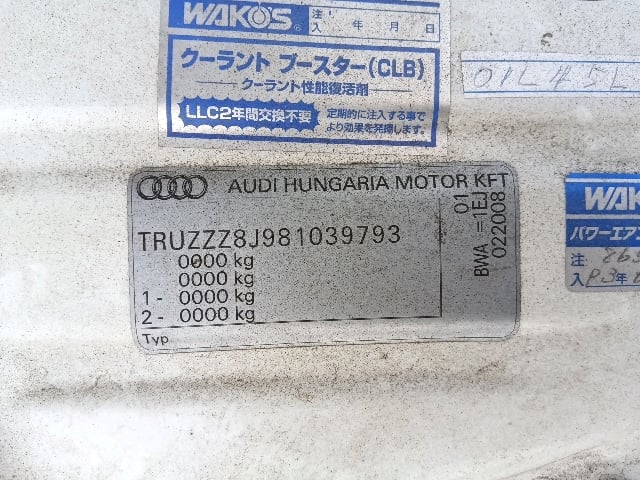 WAKO'S
注入 年 月 日
クーラント ブースター(CLB)
クーラント性能復活剤
LLC2年間交換不要
定期的に注入する事で
より効果を発揮します。
01L45L
AUDI HUNGARIA MOTOR KFT
TRUZZZ8J981039793
0000 kg
0000 kg
1- 0000 kg
2- 0000 kg
Typ
BWA =1EJ 01
022008
WAKO
パワーエアコ
注入 年